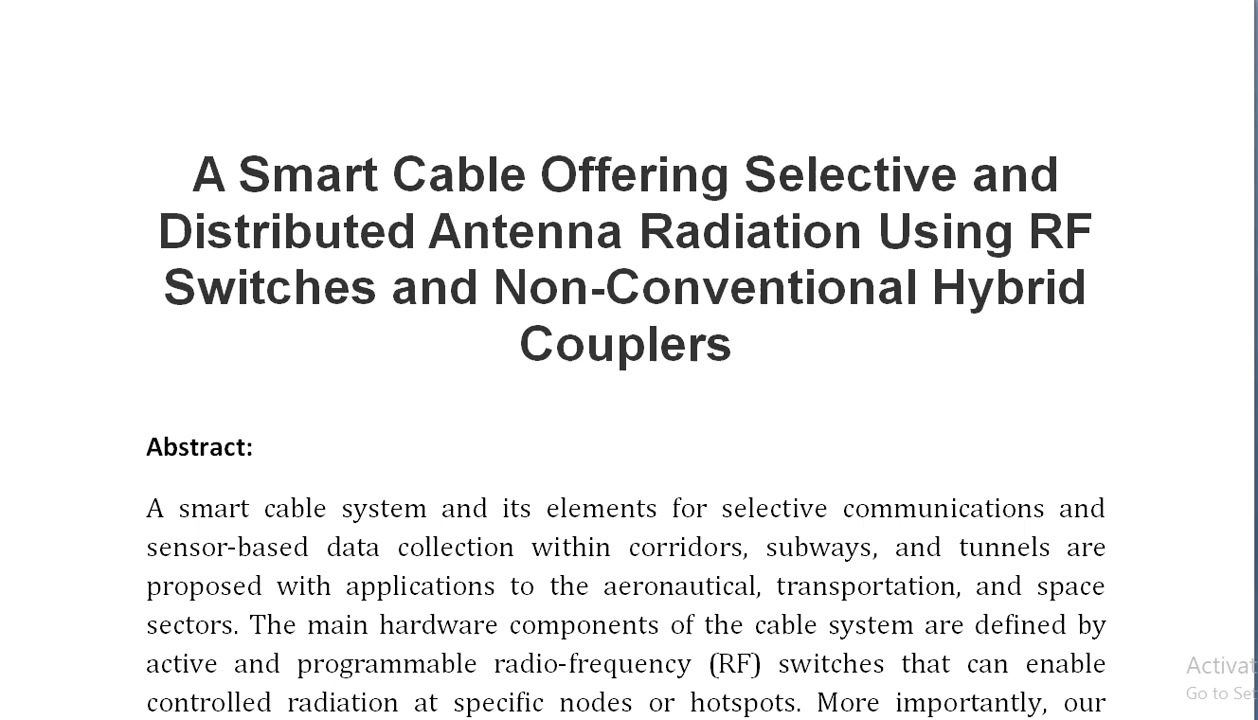 A Smart Cable Offering Selective and
Distributed Antenna Radiation Using RF
Switches and Non-Conventional Hybrid
Couplers
Abstract:
A smart cable system and its elements for selective communications and
sensor-based data collection within corridors, subways, and tunnels are
proposed with applications to the aeronautical, transportation, and space
sectors. The main hardware components of the cable system are defined by
active and programmable radio-frequency (RF) switches that can enable
controlled radiation at specific nodes or hotspots. More importantly, our
Activat
Go to Set